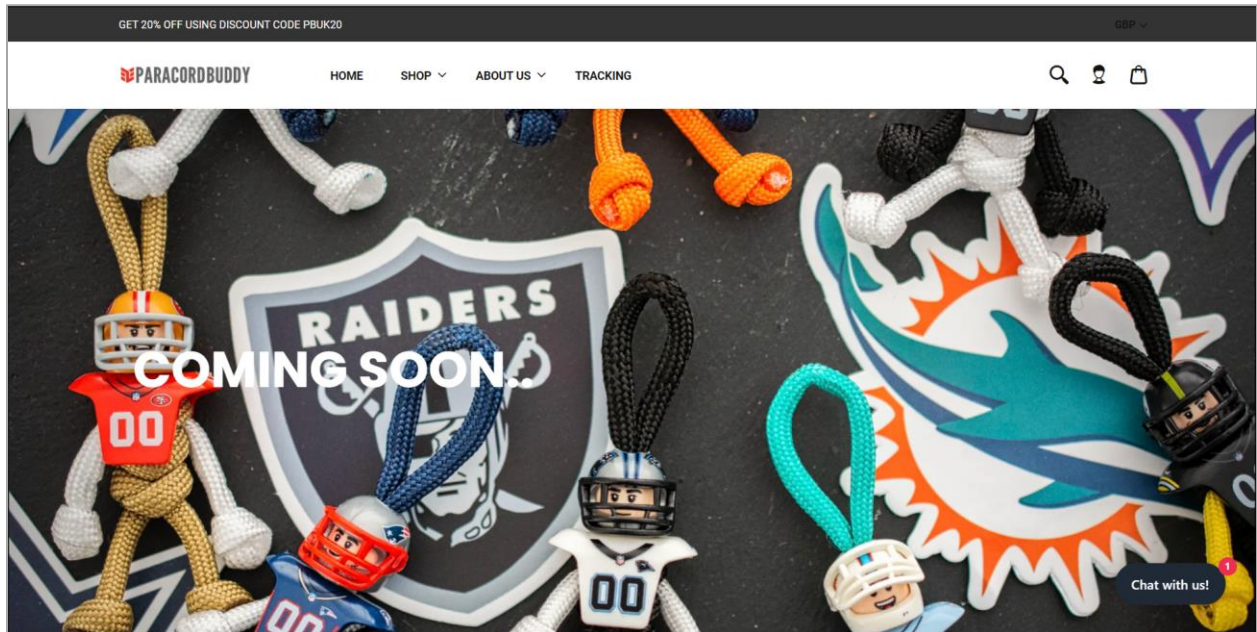 GET 20% OFF USING DISCOUNT CODE PBUK20
GBP
PARACORDBUDDY
HOME
SHOP
ABOUT US
TRACKING
RAIDERS
COMING SOON..
00
00
00
0
1
Chat with us!